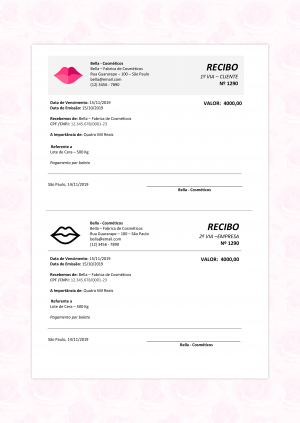 Bella - Cosméticos
Bella – Fabrica de Cosméticos
Rua Guararape – 100 – São Paulo
bella@email.com
(12) 3456 - 7890
RECIBO
1ª VIA – CLIENTE
Nº 1290
Data de Vencimento: 15/11/2019
Data de Emissão: 15/10/2019
VALOR: 4000,00
Recebemos de: Bella – Fabrica de Cosméticos
CPF /CNPJ: 12.345.678/0001-23
A Importância de: Quatro Mil Reais
Referente a
Lote de Cera – 500 Kg
Pagamento por boleto
São Paulo, 14/11/2019
Bella - Cosméticos
Bella - Cosméticos
Bella – Fabrica de Cosméticos
Rua Guararape – 100 – São Paulo
bella@email.com
(12) 3456 - 7890
RECIBO
2ª VIA –EMPRESA
Nº 1290
Data de Vencimento: 15/11/2019
Data de Emissão: 15/10/2019
VALOR: 4000,00
Recebemos de: Bella – Fabrica de Cosméticos
CPF /CNPJ: 12.345.678/0001-23
A Importância de: Quatro Mil Reais
Referente a
Lote de Cera – 500 Kg
Pagamento por boleto
São Paulo, 14/11/2019
Bella - Cosméticos